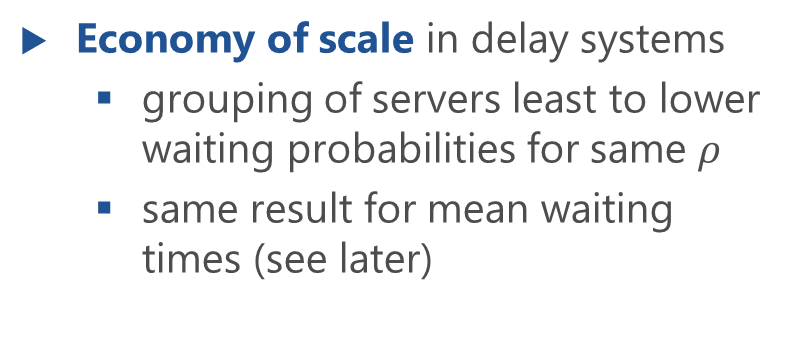 ▶ Economy of scale in delay systems
▪ grouping of servers least to lower
waiting probabilities for same ρ
▪ same result for mean waiting
times (see later)